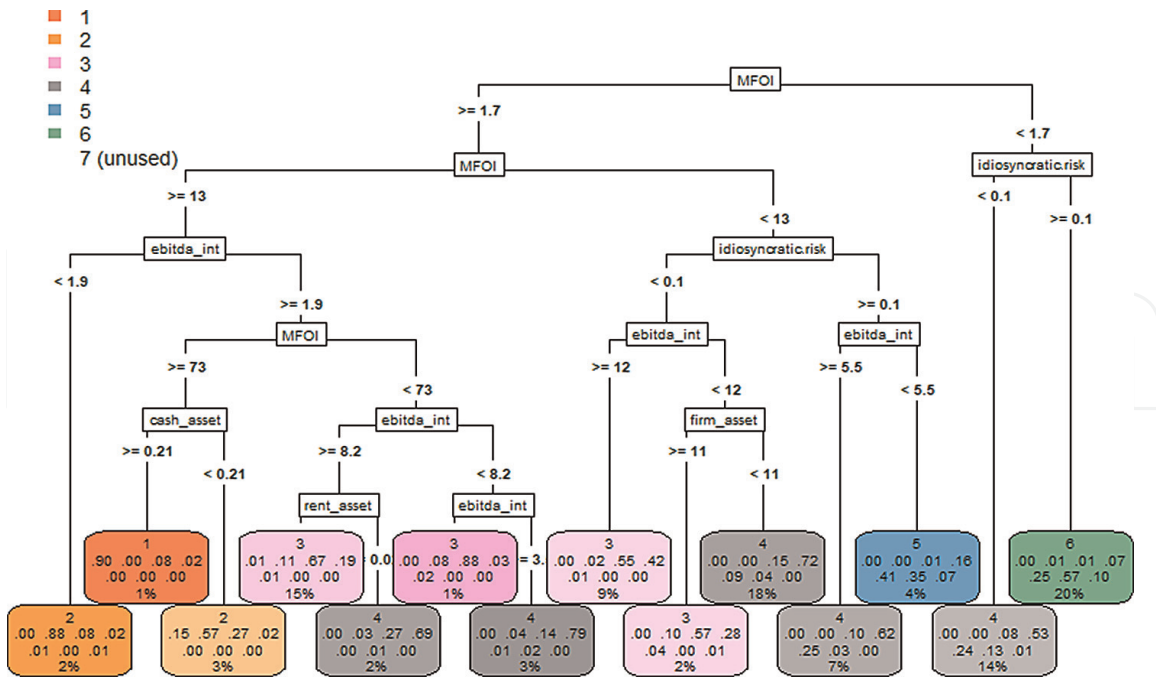 1
2
3
4
5
6
7 (unused)
MFOI
>= 1.7
< 1.7
MFOI
idiosyncratic.risk
>= 13
< 13
< 0.1
>= 0.1
ebitda_int
idiosyncratic.risk
< 1.9
>= 1.9
< 0.1
>= 0.1
MFOI
ebitda_int
ebitda_int
>= 73
< 73
>= 12
< 12
>= 5.5
< 5.5
cash_asset
ebitda_int
firm_asset
>= 0.21
< 0.21
>= 8.2
< 8.2
>= 11
< 11
rent_asset
ebitda_int
= 3.
1
.90 .00 .08 .02
.00 .00 .00
1%
3
.01 .11 .67 .19
.01 .00 .00
15%
3
.00 .08 .88 .03
.02 .00 .00
1%
3
.00 .02 .55 .42
.01 .00 .00
9%
4
.00 .00 .15 .72
.09 .04 .00
18%
5
.00 .00 .01 .16
.41 .35 .07
4%
6
.00 .01 .01 .07
.25 .57 .10
20%
2
.00 .88 .08 .02
.01 .00 .01
2%
2
.15 .57 .27 .02
.00 .00 .00
3%
4
.00 .03 .27 .69
.00 .01 .00
2%
4
.00 .04 .14 .79
.01 .02 .00
3%
3
.00 .10 .57 .28
.04 .00 .01
2%
4
.00 .00 .10 .62
.25 .03 .00
7%
4
.00 .00 .08 .53
.24 .13 .01
14%